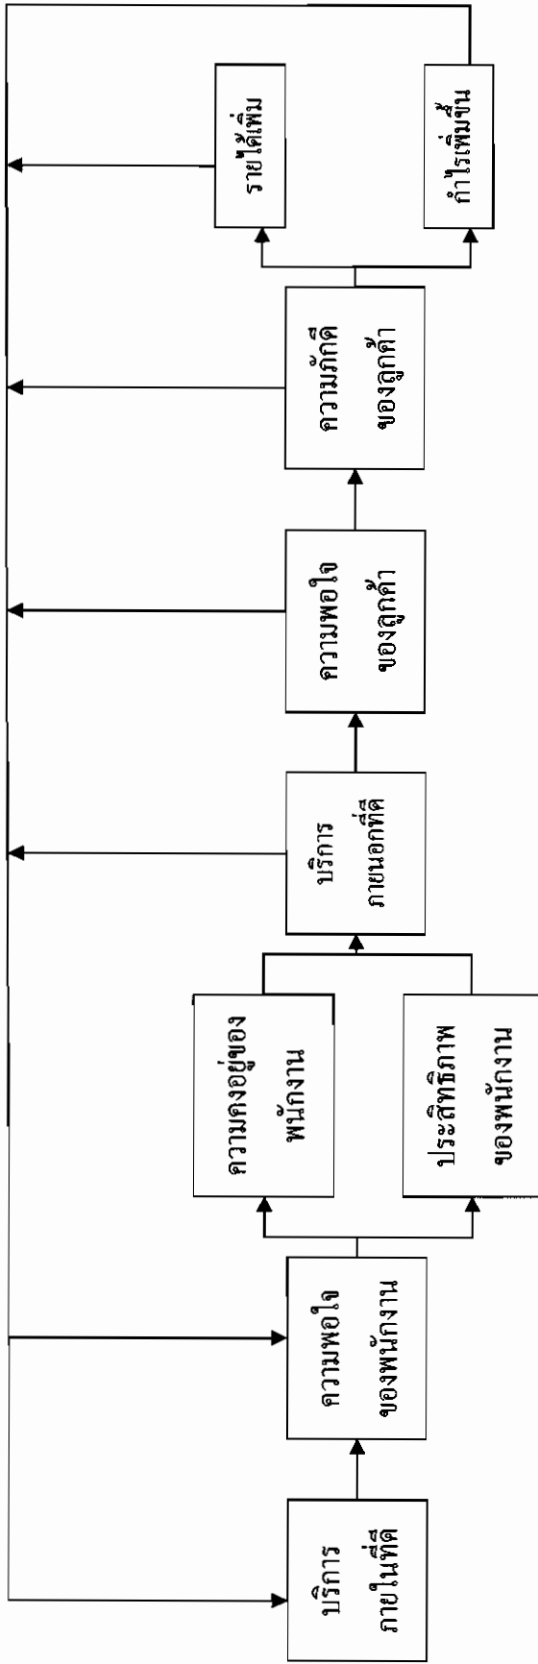 บริการ
ภายในที่ดี
ความพอใจ
ของพนักงาน
ความคงอยู่ของ
พนักงาน
ประสิทธิภาพ
ของพนักงาน
บริการ
ภายนอกที่ดี
ความพอใจ
ของลูกค้า
ความภักดี
ของลูกค้า
รายได้เพิ่ม
กำไรเพิ่มขึ้น